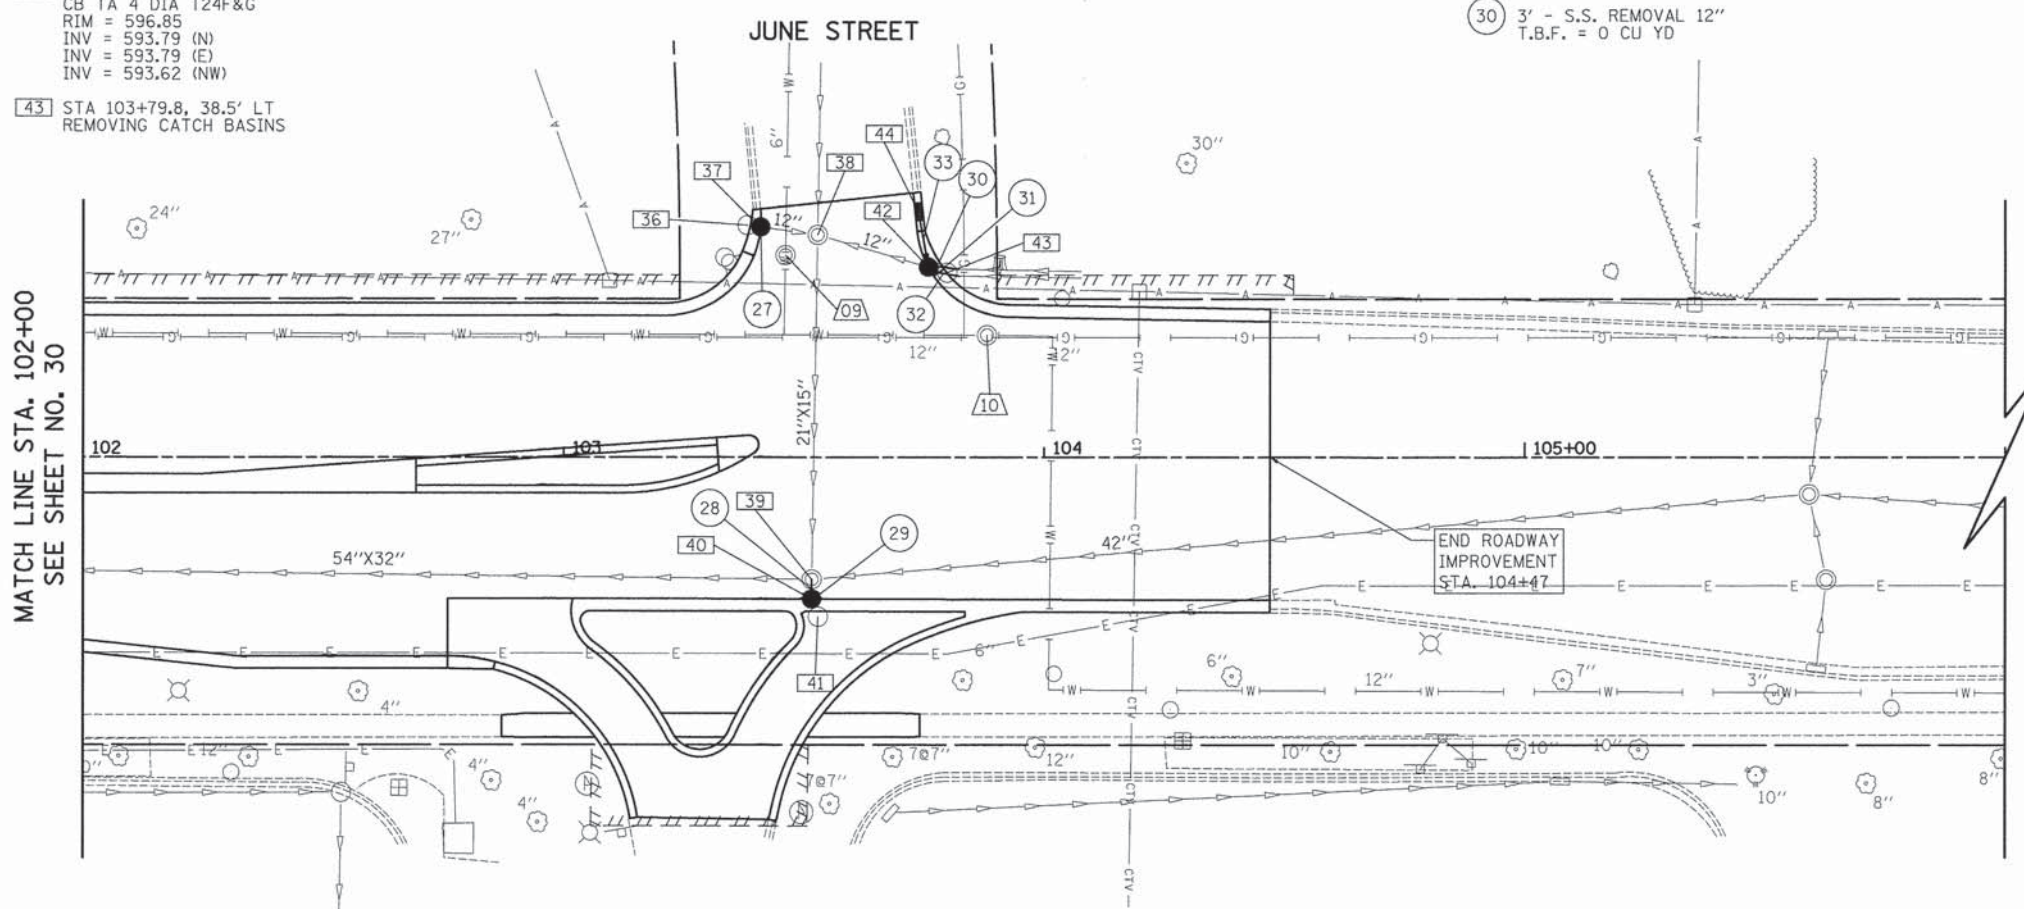 CB TA 4 DIA T24F&G
RIM = 596.85
INV = 593.79 (N)
INV = 593.79 (E)
INV = 593.62 (NW)
43 STA 103+79.8, 38.5' LT
REMOVING CATCH BASINS
JUNE STREET
30 3' - S.S. REMOVAL 12"
T.B.F. = 0 CU YD
MATCH LINE STA. 102+00
SEE SHEET NO. 30
24"
27"
6"
30"
37
38
44
33
30
31
36
42
43
12"
12"
27
09
32
12"
12"
10
21"X15"
102
103
104
105+00
28
39
29
40
54"X32"
42"
END ROADWAY
IMPROVEMENT
STA. 104+47
41
6"
6"
12"
7"
3"
4"
12"
4"
4"
7@7"
7@7"
12"
10"
10"
10"
10"
8"
8"
W
G
A
E
CTV